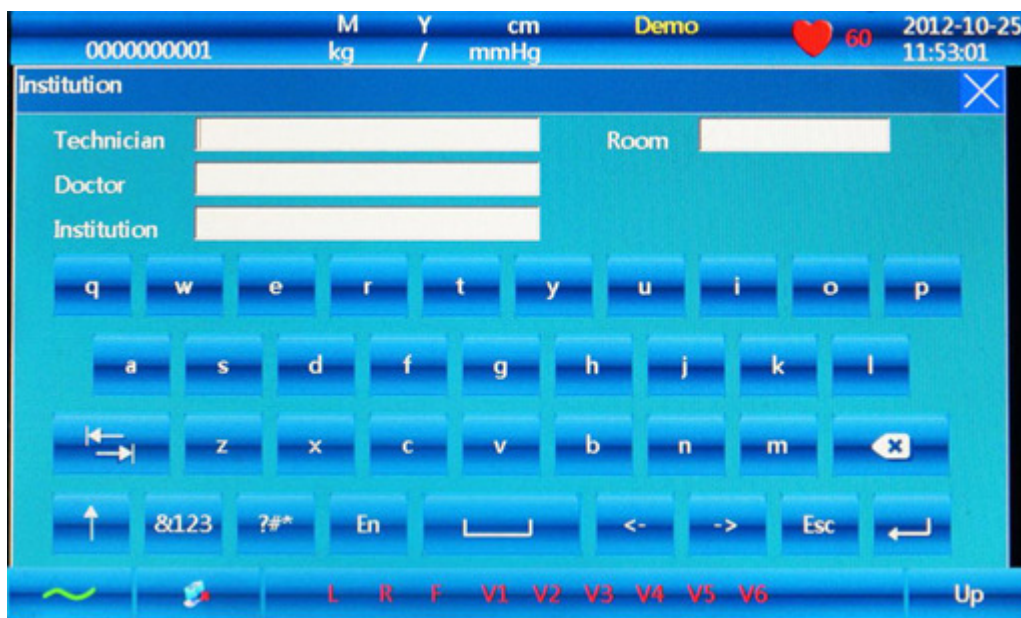 M Y cm Demo 60 2012-10-25
0000000001 kg / mmHg 11:53:01
Institution
Technician Room
Doctor
Institution
q w e r t y u i o p
a s d f g h j k l
z x c v b n m
&123 ?#* En <- -> Esc
L R F V1 V2 V3 V4 V5 V6 Up